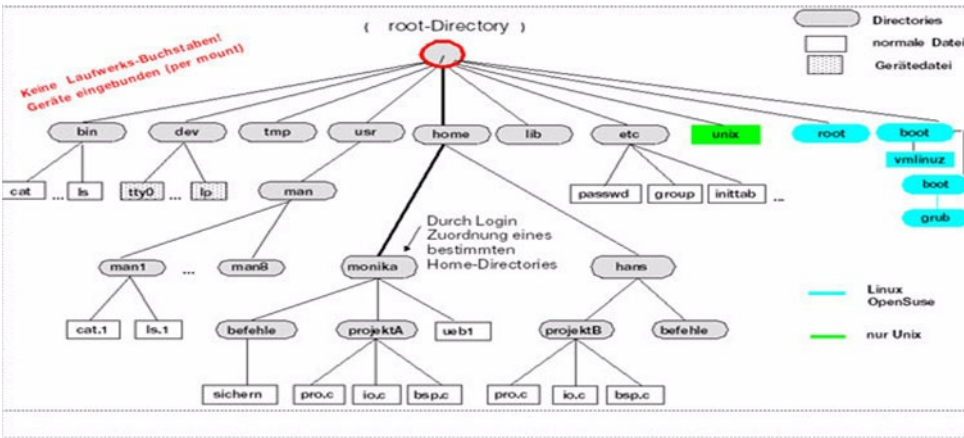 ( root-Directory )
Directories
normale Datei
Gerätedatei
Keine Laufwerks-Buchstaben!
Geräte eingebunden (per mount)
/
bin
dev
tmp
usr
home
lib
etc
unix
root
boot
vmlinuz
cat
...
ls
tty0
...
lp
man
passwd
group
inittab
...
boot
grub
Durch Login
Zuordnung eines
bestimmten
Home-Directories
man1
...
man8
monika
hans
cat.1
ls.1
befehle
projektA
ueb1
projektB
befehle
Linux
OpenSuse
nur Unix
sichern
pro.c
io.c
bsp.c
pro.c
io.c
bsp.c